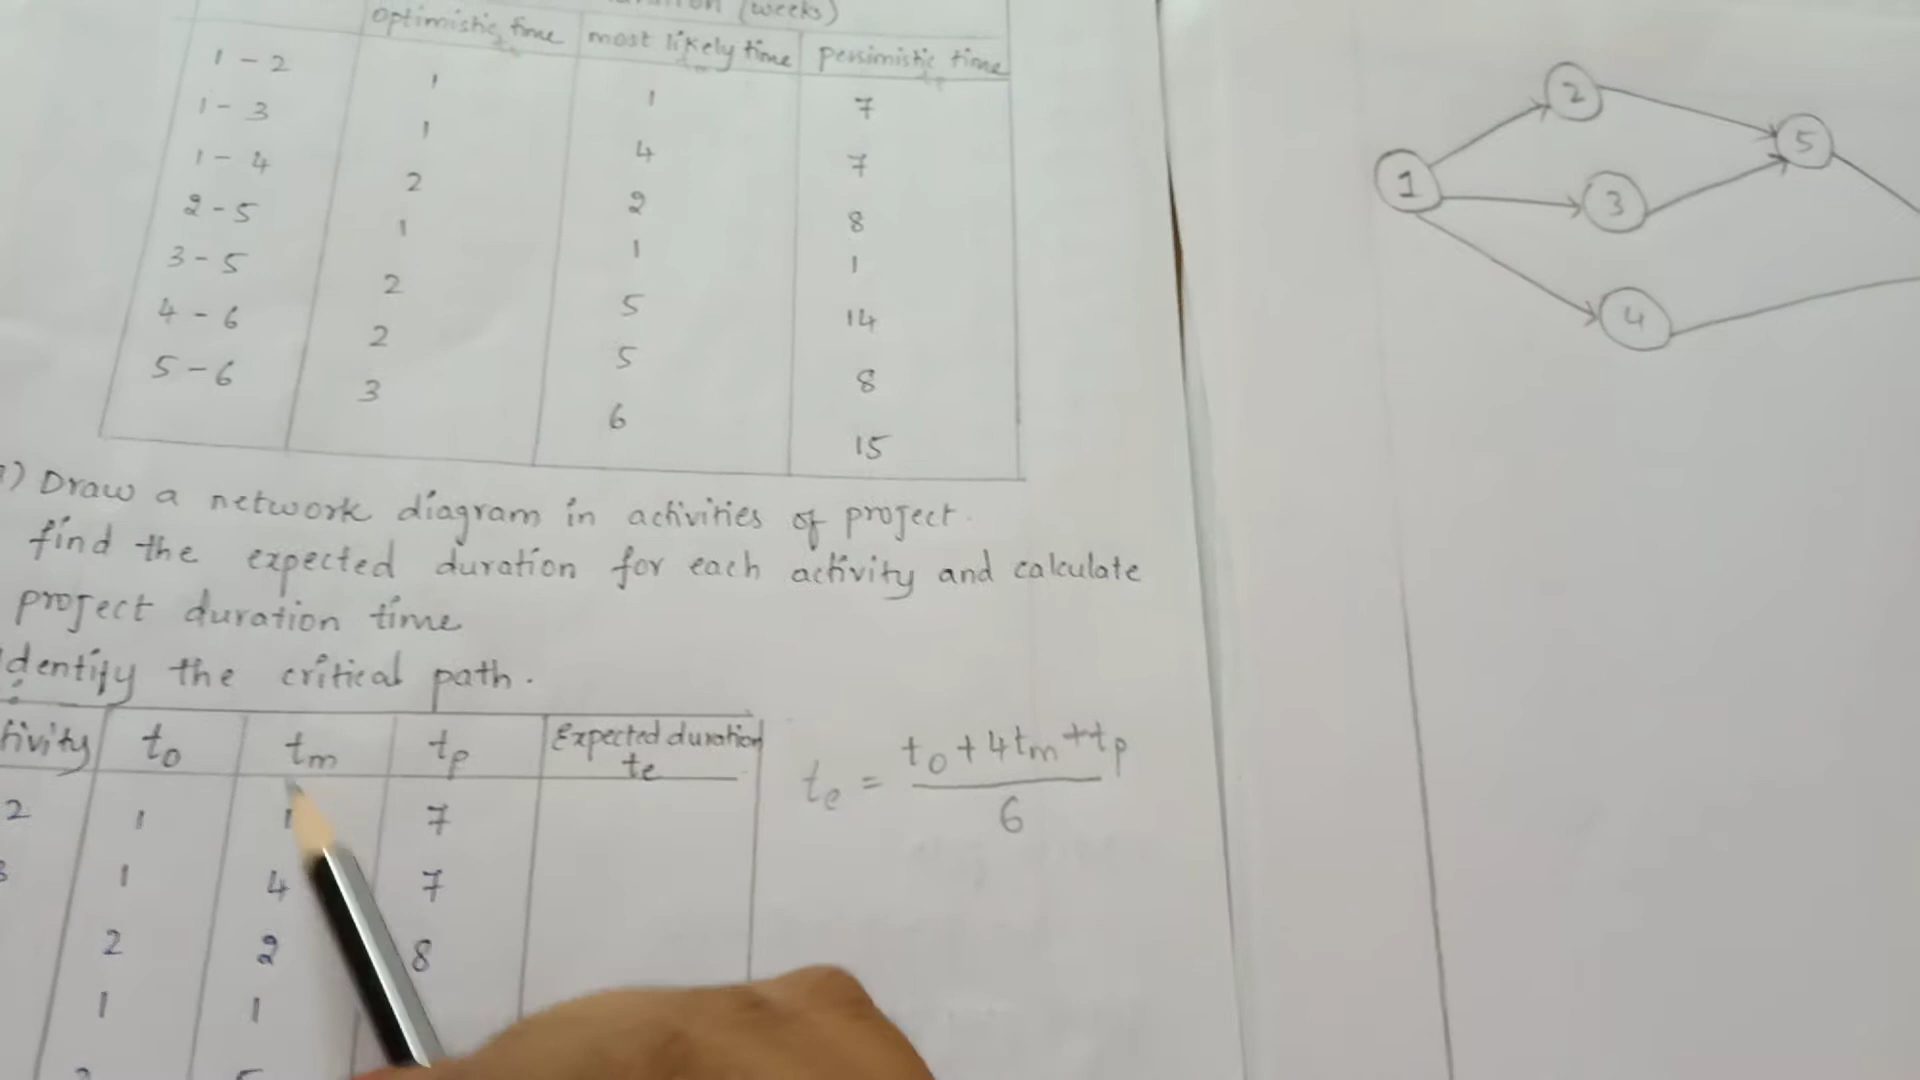 (weeks)
optimistic time most likely time pessimistic time
1 - 2 1 1 7
1 - 3 1 4 7
1 - 4 2 2 8
2 - 5 1 1 1
3 - 5 2 5 14
4 - 6 2 5 8
5 - 6 3 6 15
) Draw a network diagram in activities of project.
find the expected duration for each activity and calculate
project duration time
dentify the critical path.
tivity to tm tp Expected duration te
2 1 1 7
3 1 4 7
2 2 8
1 1
te = to + 4tm + tp
6
1
2
3
4
5